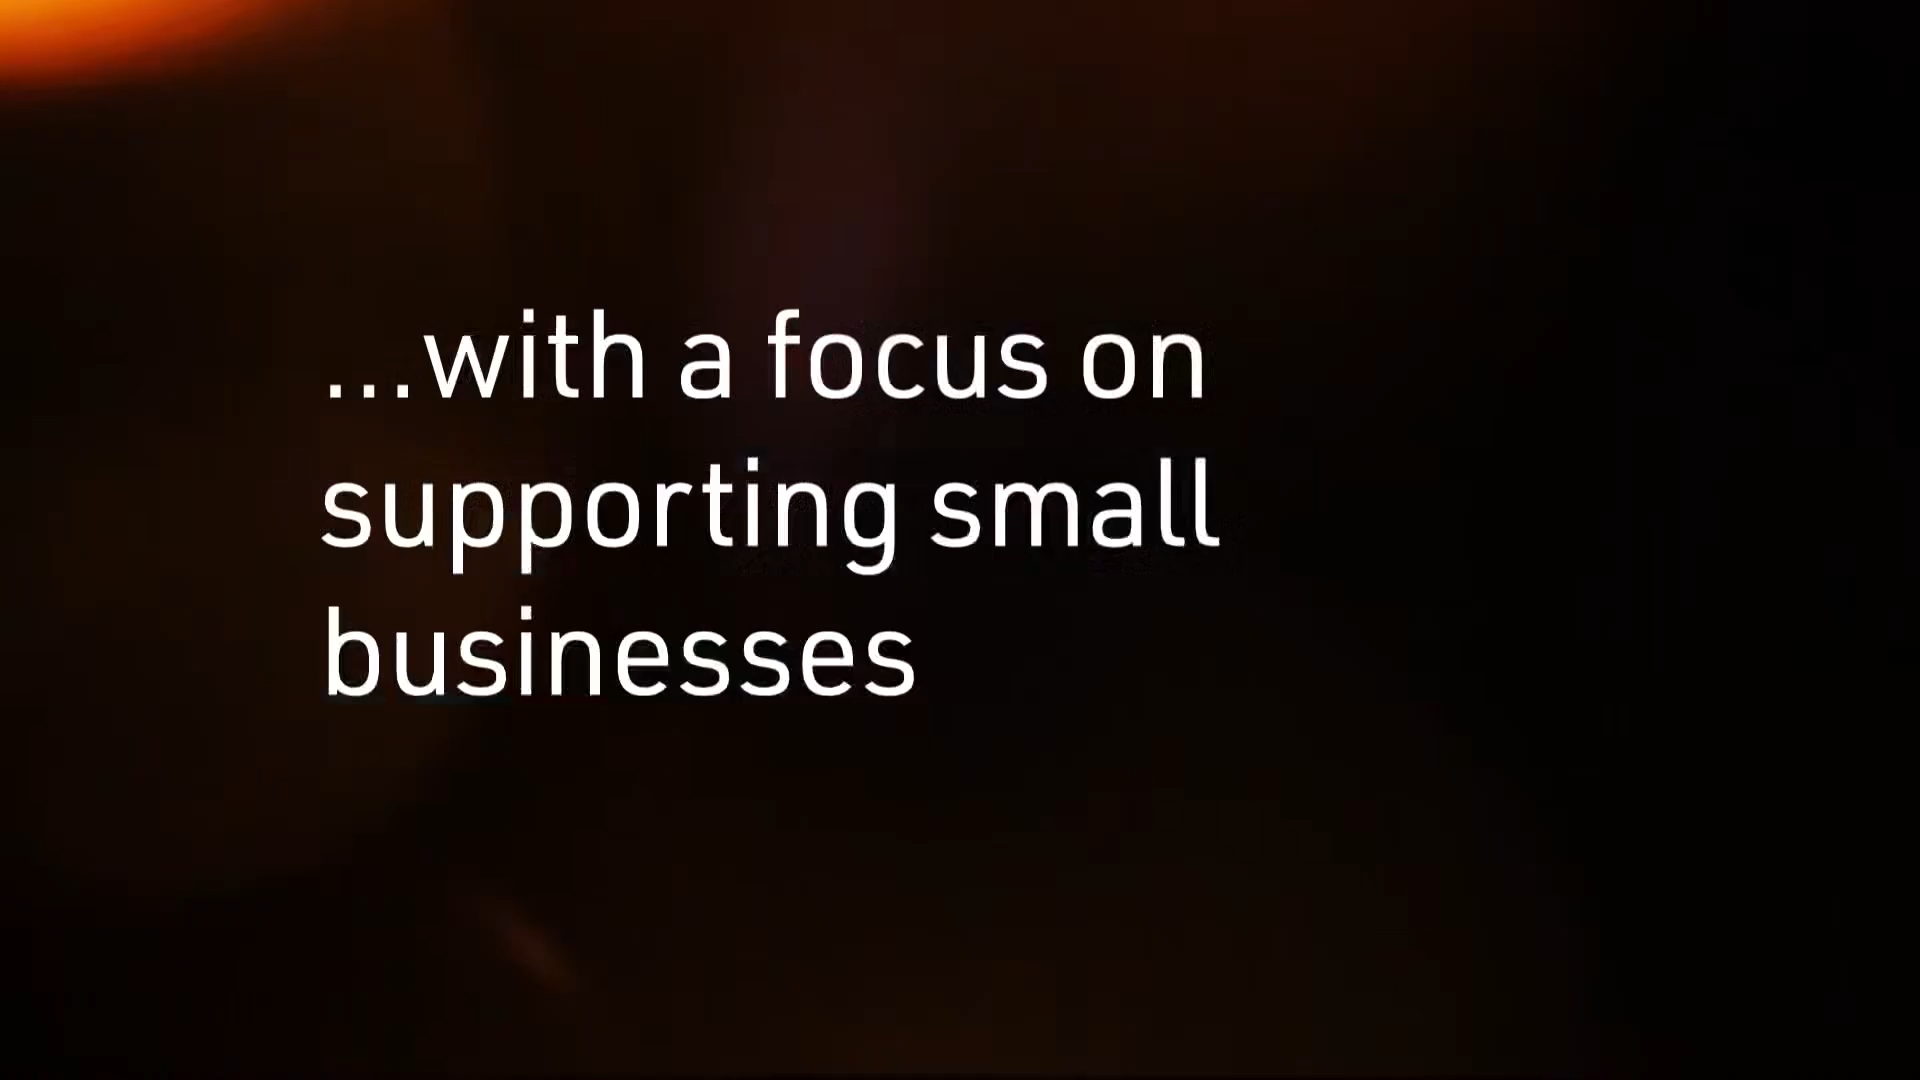 ...with a focus on
supporting small
businesses